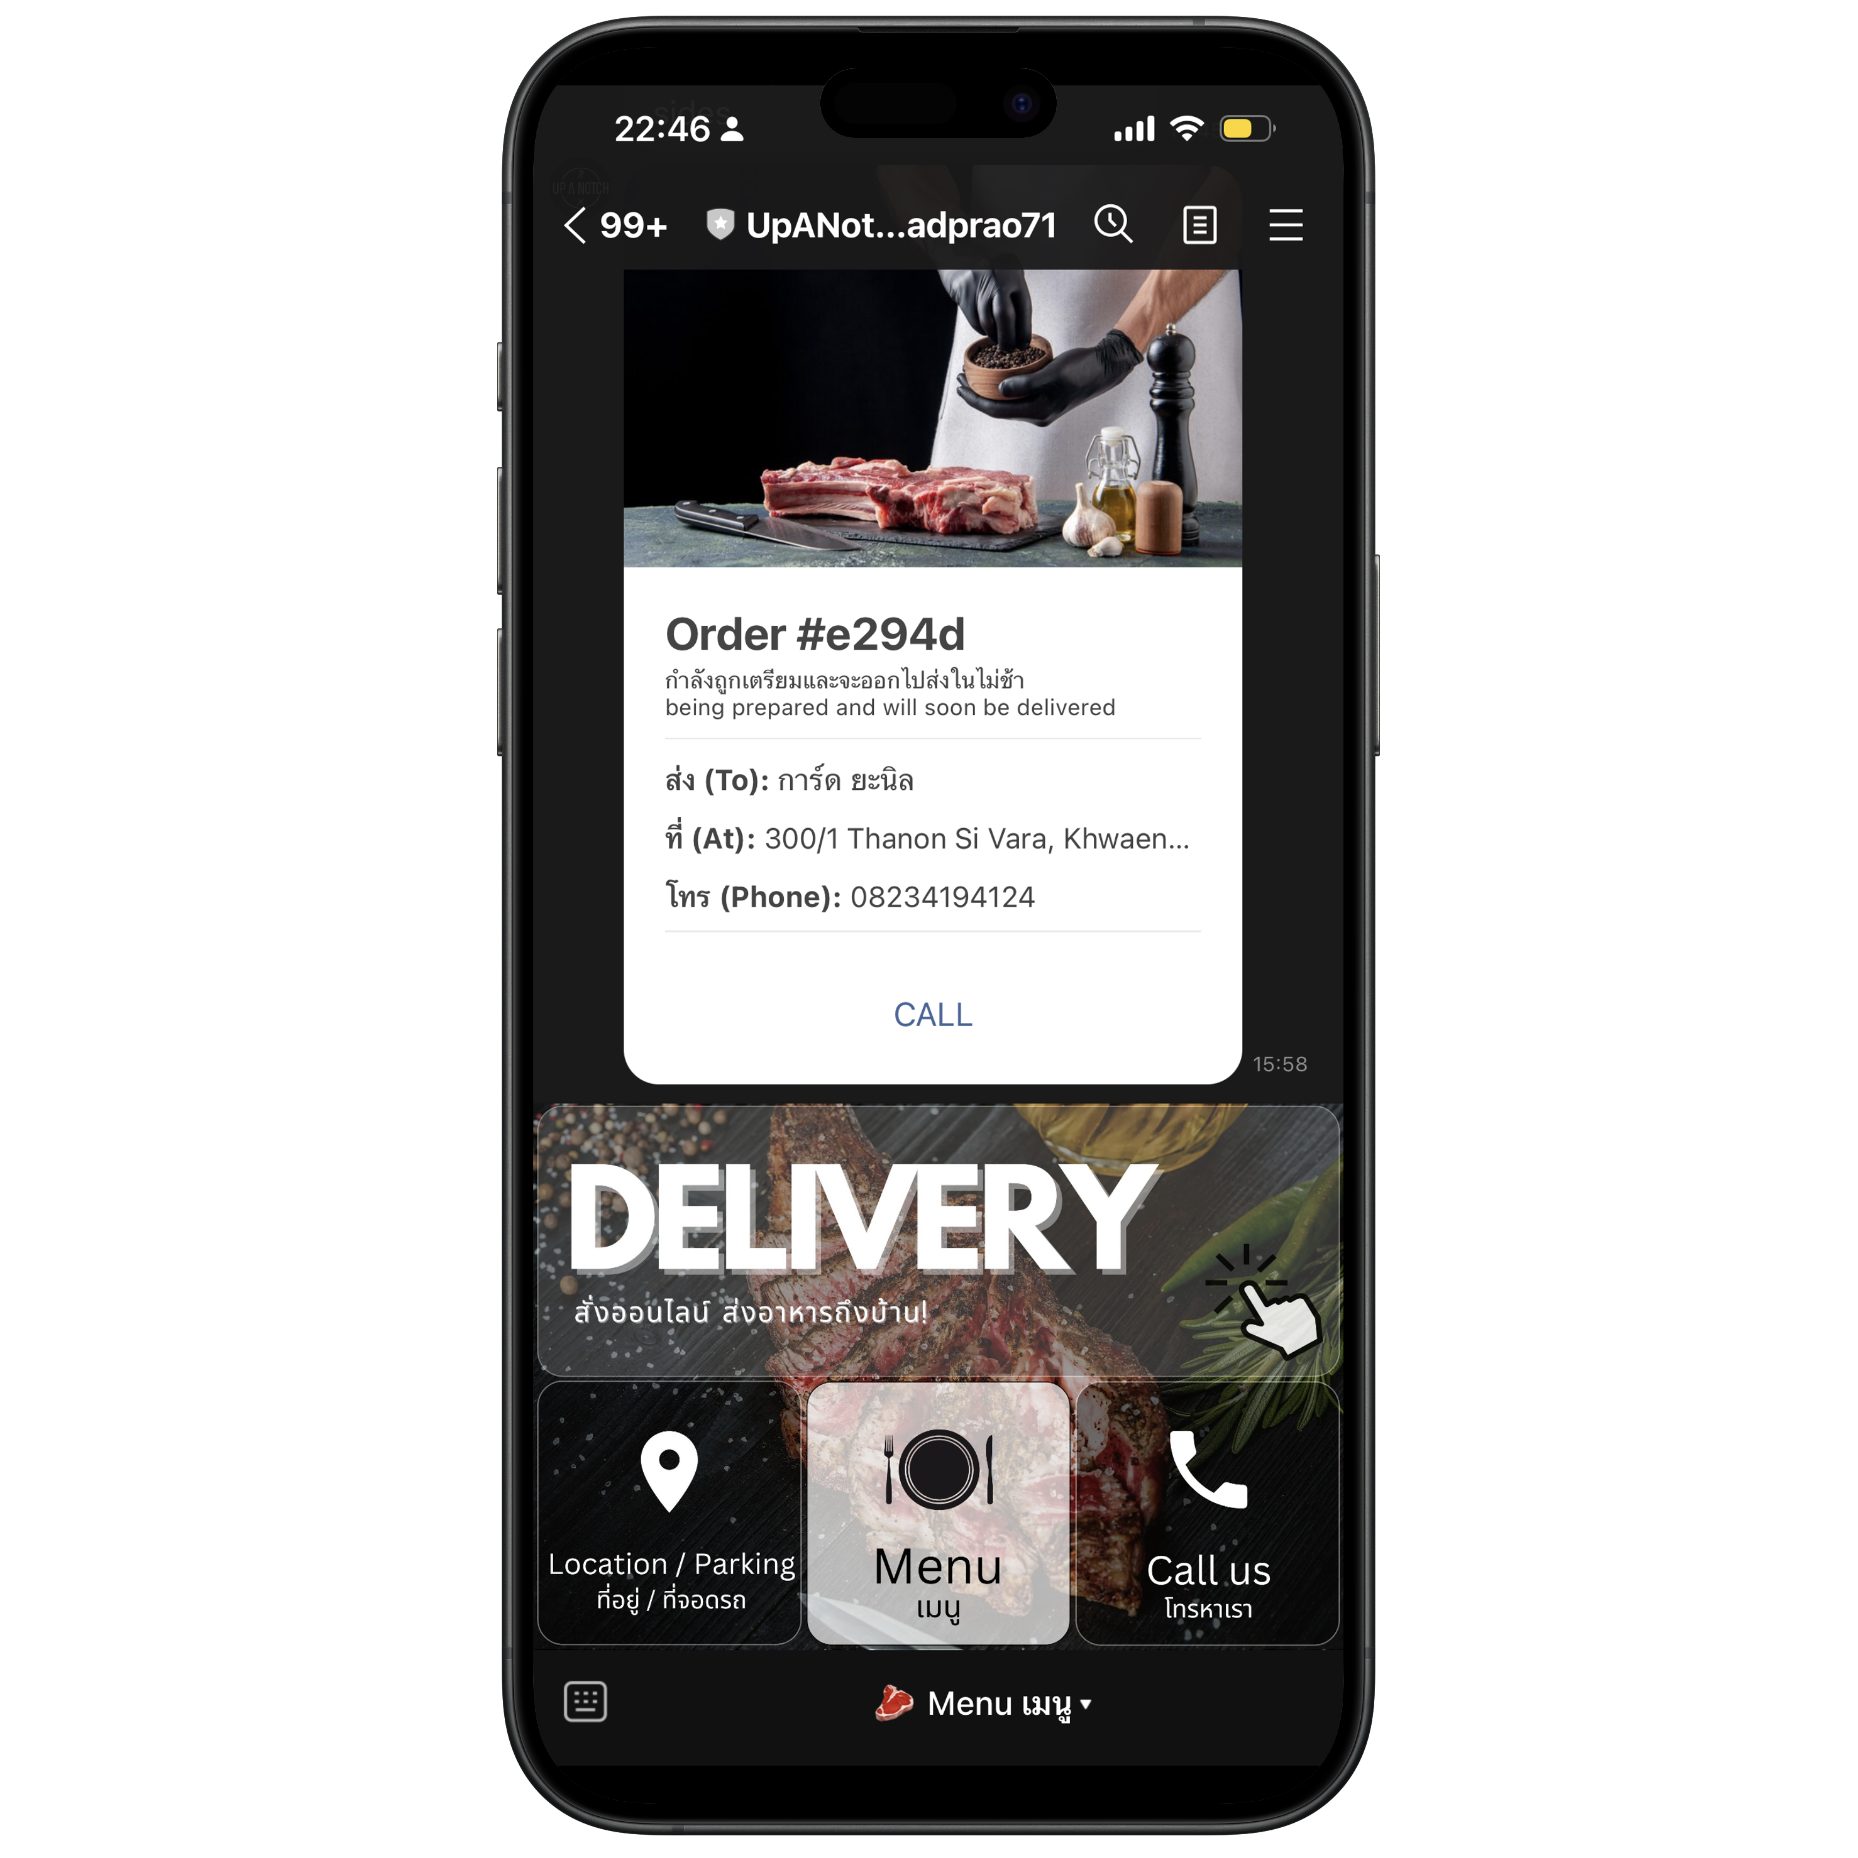 sides
22:46
UP A NOTCH
99+ UpANot...adprao71
Order #e294d
กำลังถูกเตรียมและจะออกไปส่งในไม่ช้า
being prepared and will soon be delivered
ส่ง (To): การ์ด ยะนิล
ที่ (At): 300/1 Thanon Si Vara, Khwaen...
โทร (Phone): 08234194124
CALL
15:58
DELIVERY
สั่งออนไลน์ ส่งอาหารถึงบ้าน!
Location / Parking
ที่อยู่ / ที่จอดรถ
Menu
เมนู
Call us
โทรหาเรา
Menu เมนู